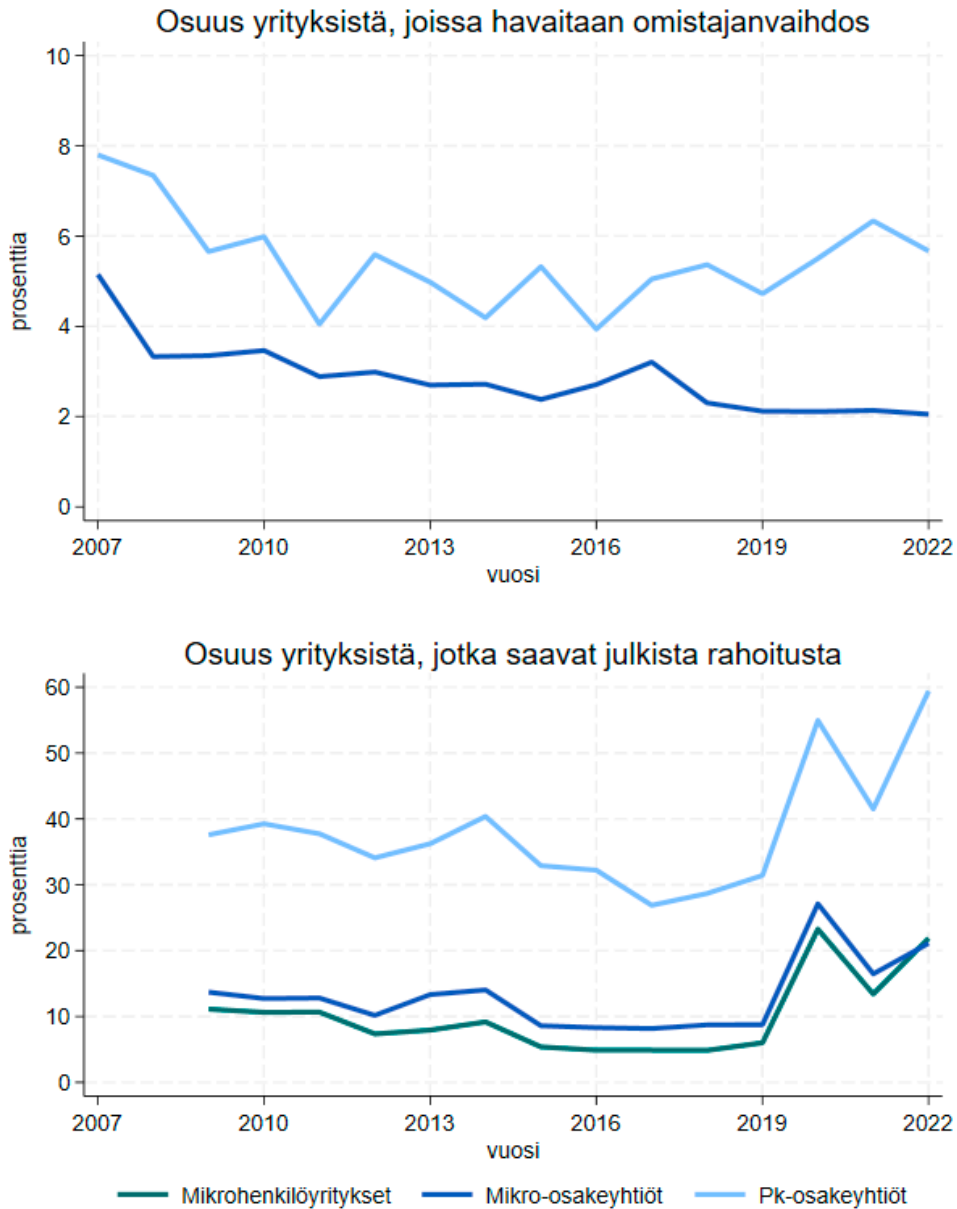 Osuus yrityksistä, joissa havaitaan omistajanvaihdos
10
8
6
4
2
0
prosenttia
2007 2010 2013 2016 2019 2022
vuosi
Osuus yrityksistä, jotka saavat julkista rahoitusta
60
50
40
30
20
10
0
prosenttia
2007 2010 2013 2016 2019 2022
vuosi
Mikrohenkilöyritykset Mikro-osakeyhtiöt Pk-osakeyhtiöt